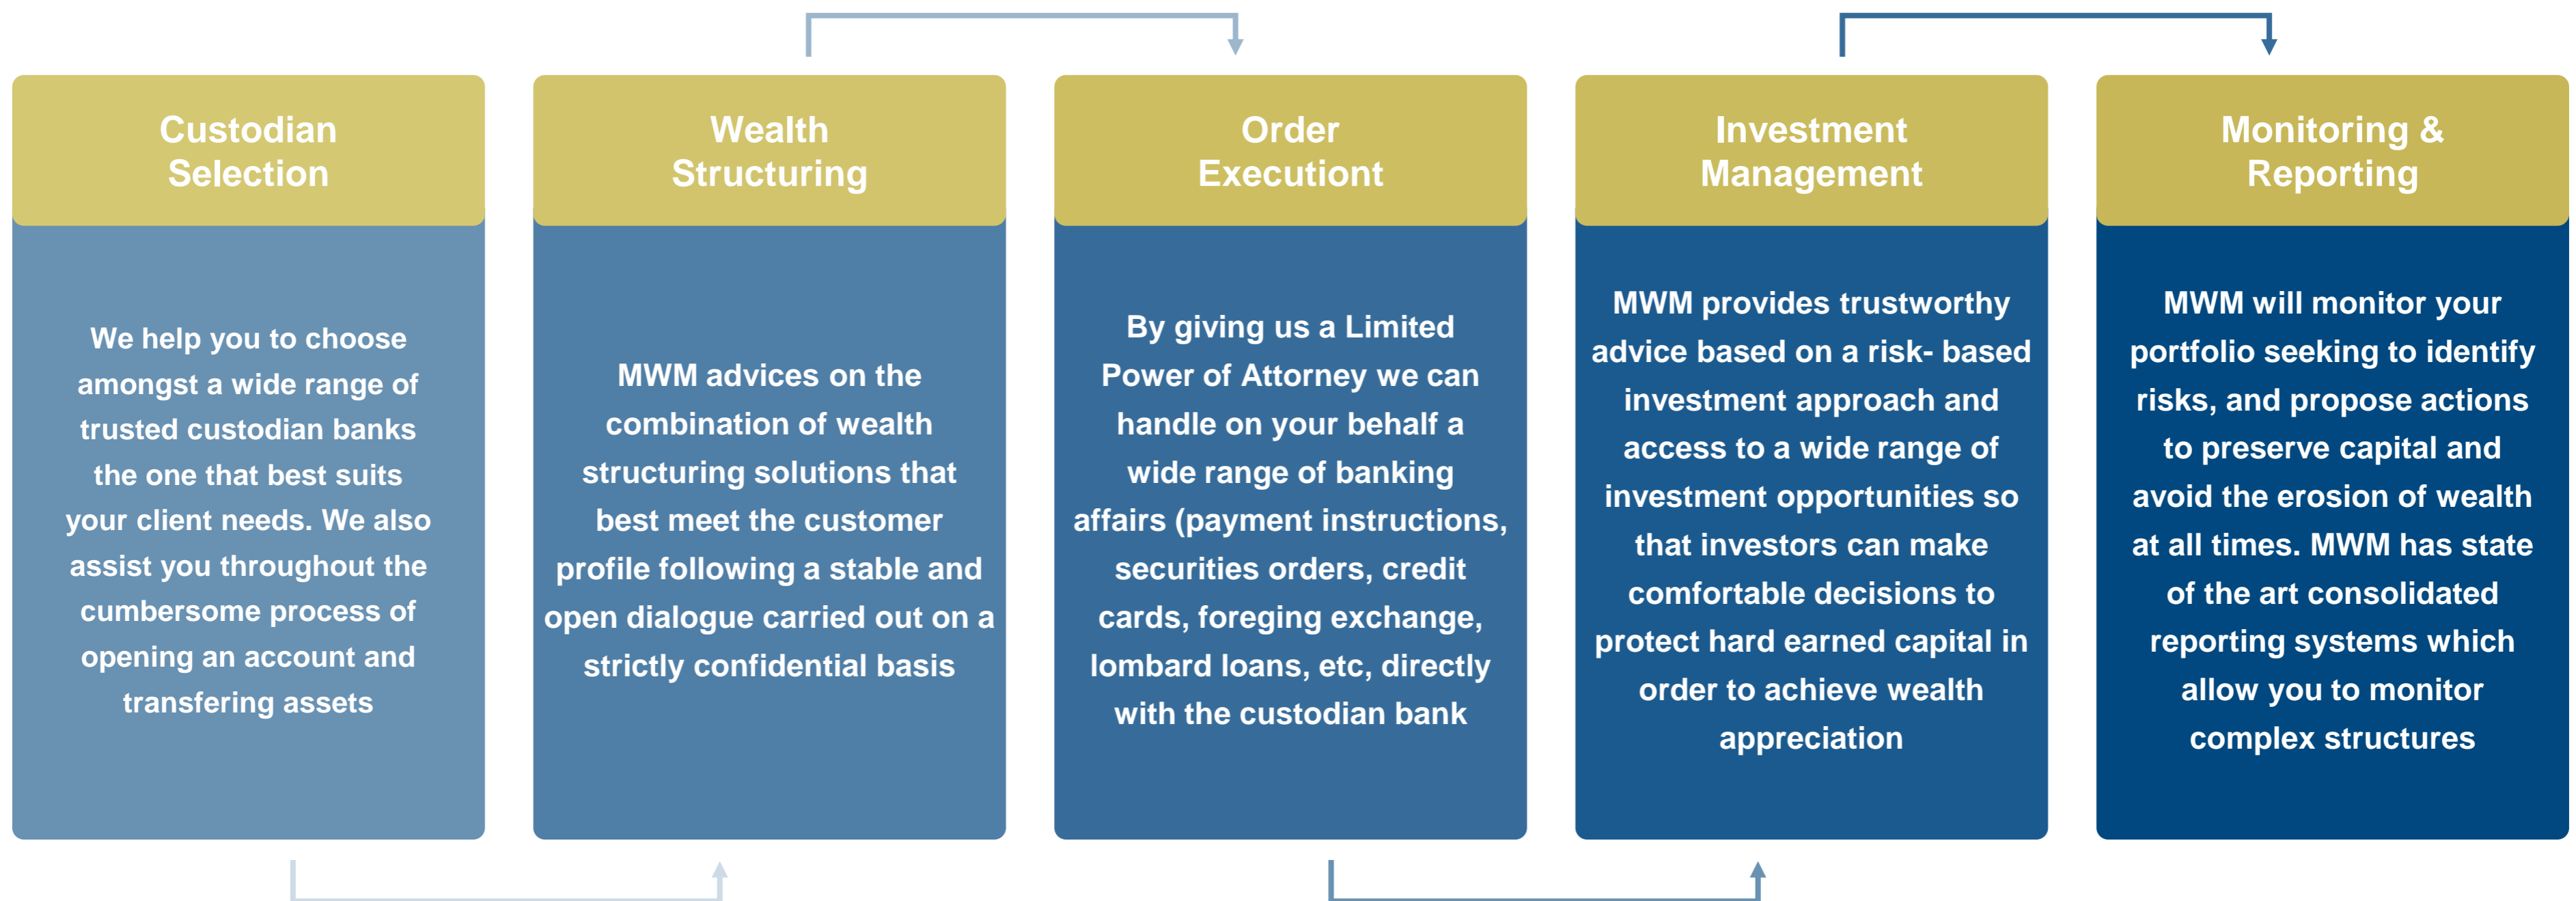 Custodian
Selection
We help you to choose
amongst a wide range of
trusted custodian banks
the one that best suits
your client needs. We also
assist you throughout the
cumbersome process of
opening an account and
transfering assets
Wealth
Structuring
MWM advices on the
combination of wealth
structuring solutions that
best meet the customer
profile following a stable and
open dialogue carried out on a
strictly confidential basis
Order
Executiont
By giving us a Limited
Power of Attorney we can
handle on your behalf a
wide range of banking
affairs (payment instructions,
securities orders, credit
cards, foreging exchange,
lombard loans, etc, directly
with the custodian bank
Investment
Management
MWM provides trustworthy
advice based on a risk- based
investment approach and
access to a wide range of
investment opportunities so
that investors can make
comfortable decisions to
protect hard earned capital in
order to achieve wealth
appreciation
Monitoring &
Reporting
MWM will monitor your
portfolio seeking to identify
risks, and propose actions
to preserve capital and
avoid the erosion of wealth
at all times. MWM has state
of the art consolidated
reporting systems which
allow you to monitor
complex structures